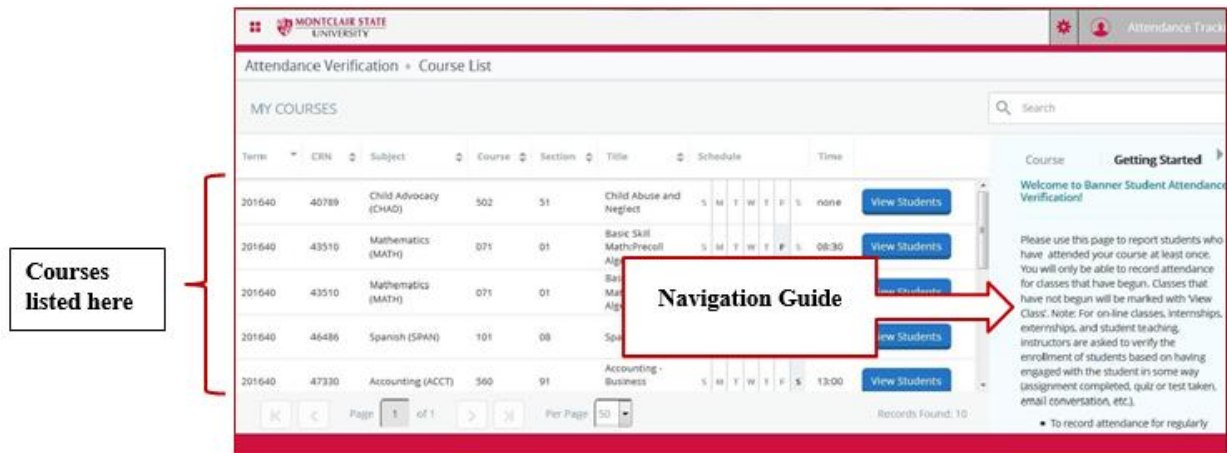 MONTCLAIR STATE
UNIVERSITY
Attendance Track
Attendance Verification • Course List
MY COURSES
Search
Term CRN Subject Course Section Title Schedule Time
Course Getting Started
201640 40789 Child Advocacy (CHAD) 502 51 Child Abuse and Neglect S M T W T F S none View Students
201640 43510 Mathematics (MATH) 071 01 Basic Skill Math:Precoll S M T W T F S 08:30 View Students
201640 43510 Mathematics (MATH) 071 01
201640 46486 Spanish (SPAN) 101 08 View Students
201640 47330 Accounting (ACCT) 560 91 Accounting - Business S M T W T F S 13:00 View Students
Page 1 of 1 Per Page 50 Records Found: 10
Courses
listed here
Navigation Guide
Welcome to Banner Student Attendance
Verification!
Please use this page to report students who
have attended your course at least once.
You will only be able to record attendance
for classes that have begun. Classes that
have not begun will be marked with 'View
Class'. Note: For on-line classes, internships,
externships, and student teaching,
instructors are asked to verify the
enrollment of students based on having
engaged with the student in some way
(assignment completed, quiz or test taken,
email conversation, etc.).
• To record attendance for regularly